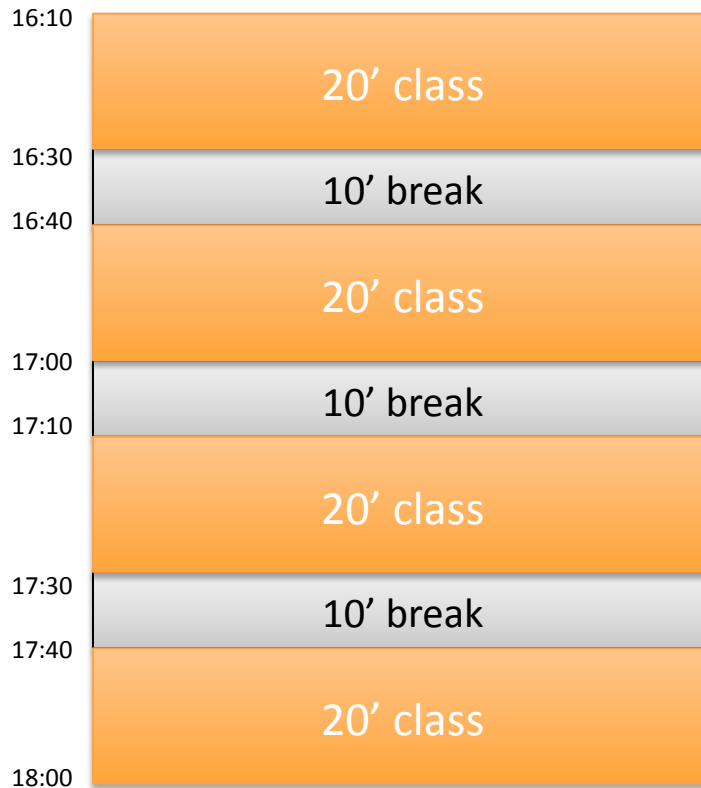 16:10
20’ class
16:30
10’ break
16:40
20’ class
17:00
10’ break
17:10
20’ class
17:30
10’ break
17:40
20’ class
18:00